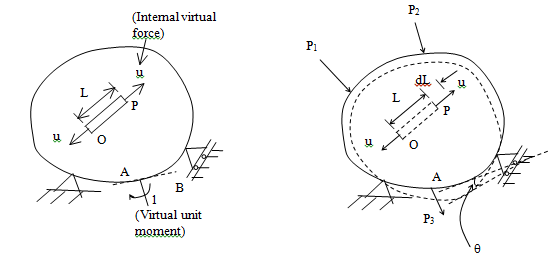 (Internal virtual
force)
u
L
P
u
O
A
B
1
(Virtual unit
moment)
P2
P1
dL
u
L
P
u
O
A
P3
θ